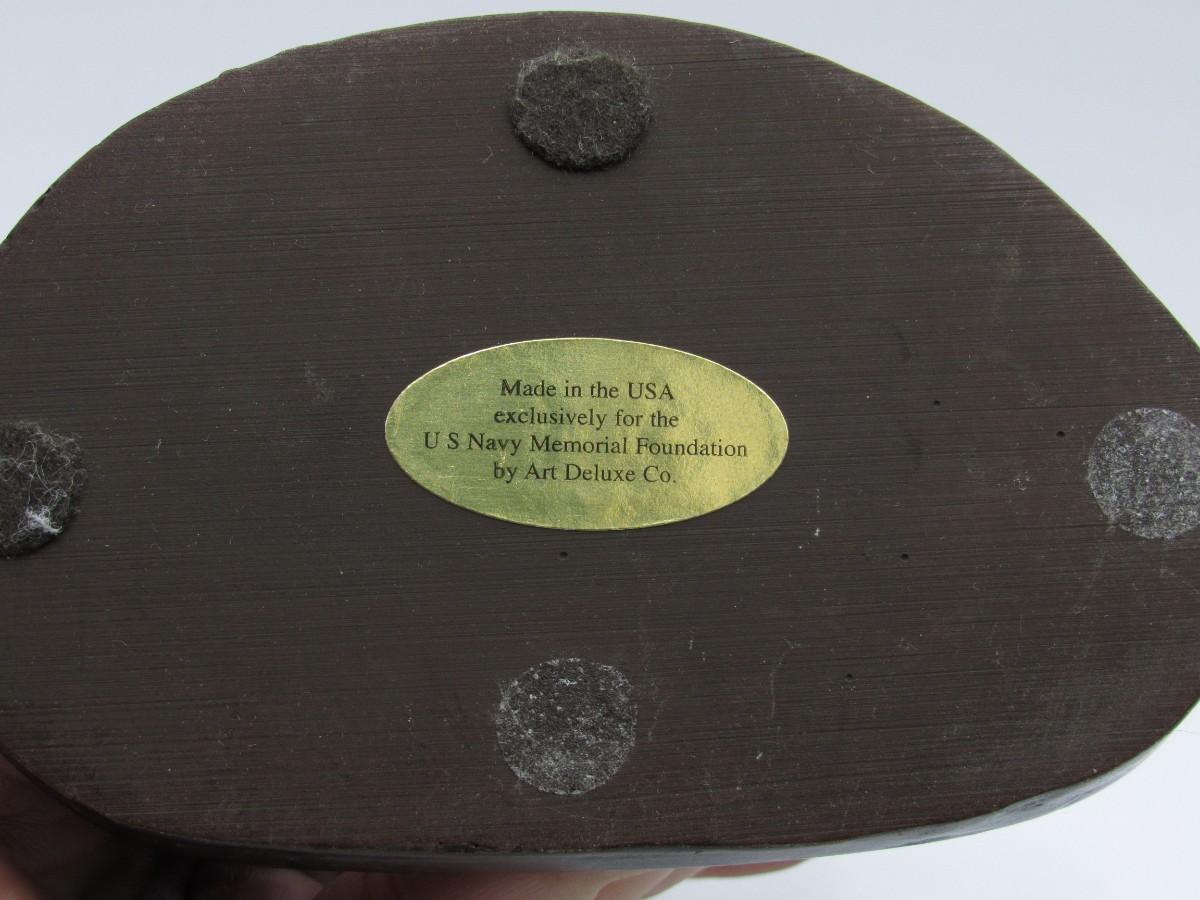 Made in the USA
exclusively for the
U S Navy Memorial Foundation
by Art Deluxe Co.